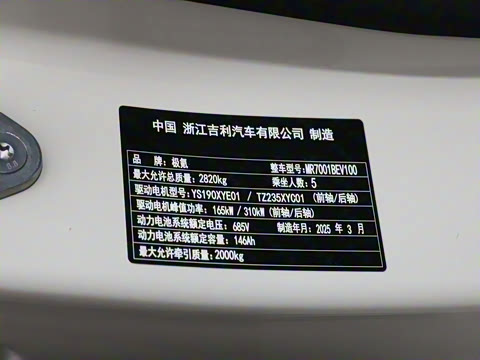 中国 浙江吉利汽车有限公司 制造
品 牌：极氪 整车型号：MR7001BEV100
最大允许总质量：2820kg 乘坐人数：5
驱动电机型号：YS190XYE01 / TZ235XYC01 (前轴/后轴)
驱动电机峰值功率：165kW / 310kW (前轴/后轴)
动力电池系统额定电压：685V 制造年月：2025 年 3 月
动力电池系统额定容量：146Ah
最大允许牵引质量：2000kg